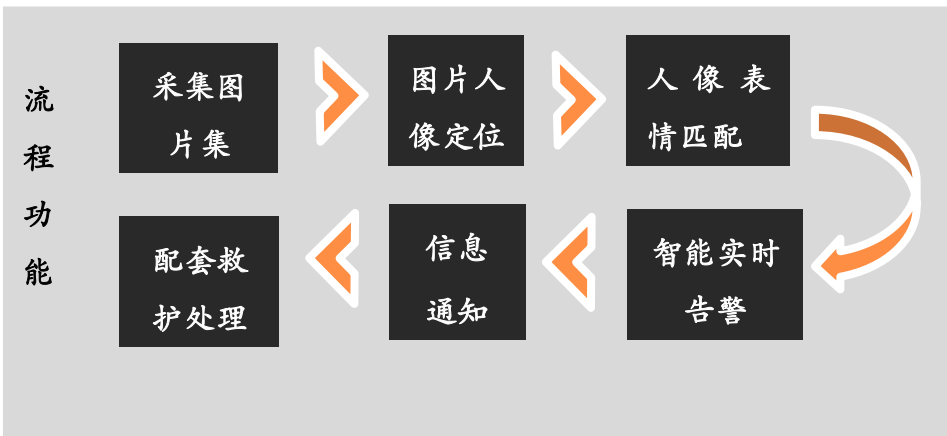 流程功能
采集图
片集
图片人
像定位
人像表
情匹配
智能实时
告警
信息
通知
配套救
护处理